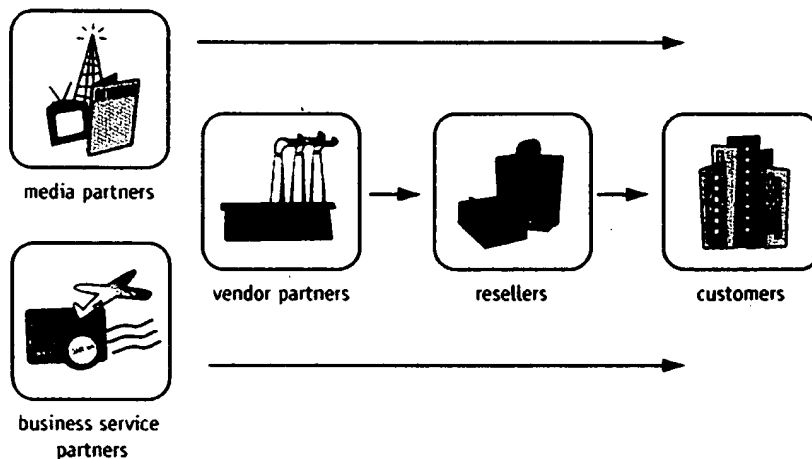 media partners
vendor partners
resellers
customers
business service
partners